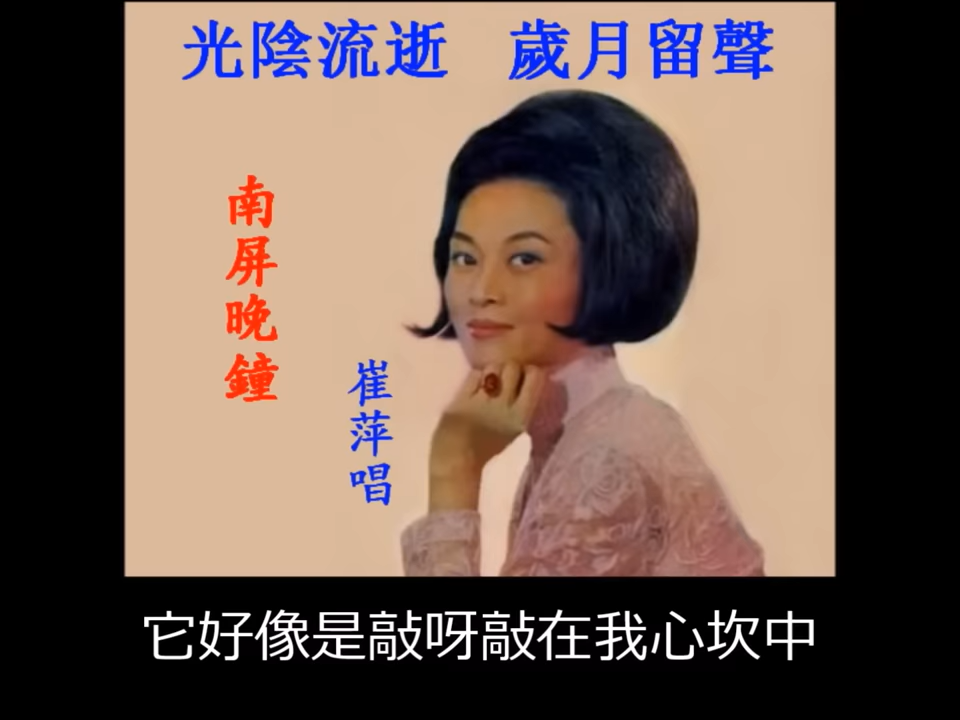 光陰流逝 歲月留聲
南屏晚鐘
崔萍唱
它好像是敲呀敲在我心坎中